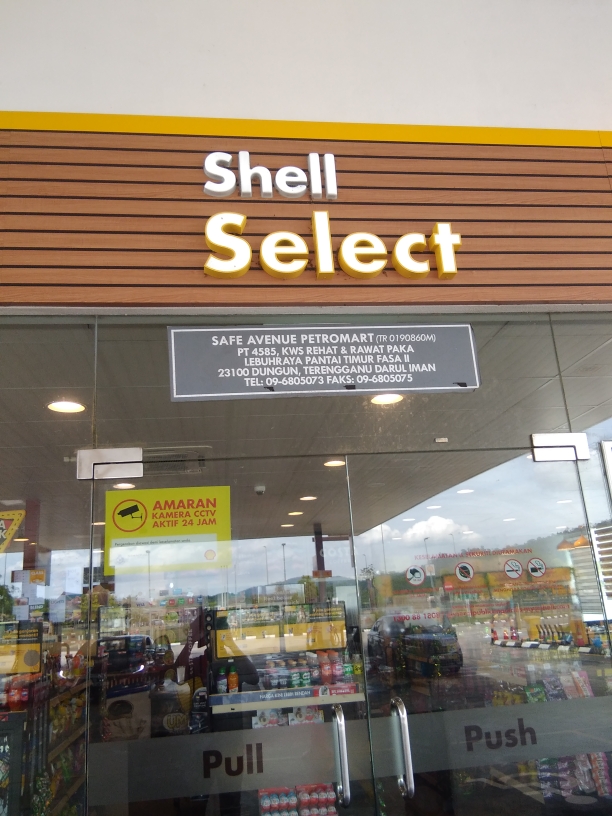 Shell
Select
SAFE AVENUE PETROMART (TR 0190860M)
PT 4585, KWS REHAT & RAWAT PAKA
LEBUHRAYA PANTAI TIMUR FASA II
23100 DUNGUN, TERENGGANU DARUL IMAN
TEL: 09-6805073 FAKS: 09-6805075
AMARAN
KAMERA CCTV
AKTIF 24 JAM
Pull
Push